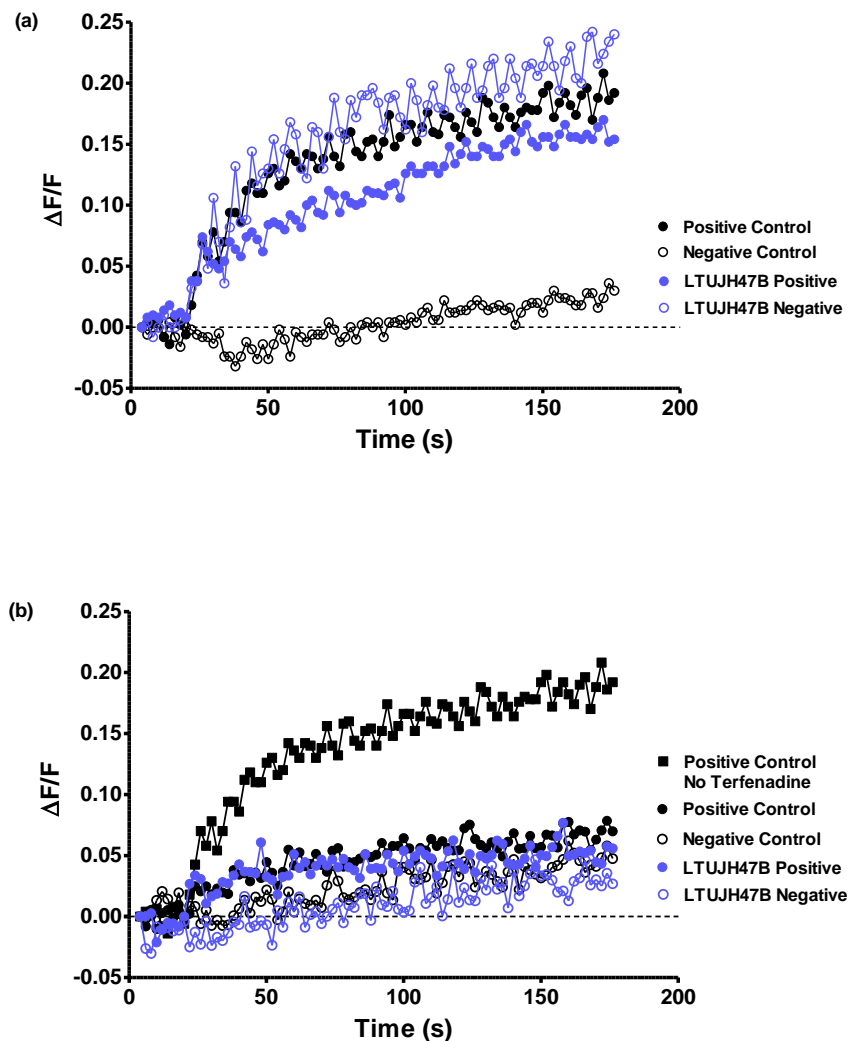 (a)
0.25
0.20
0.15
0.10
0.05
0.00
-0.05
ΔF/F
0
50
100
150
200
Time (s)
Positive Control
Negative Control
LTUJH47B Positive
LTUJH47B Negative
(b)
0.25
0.20
0.15
0.10
0.05
0.00
-0.05
ΔF/F
0
50
100
150
200
Time (s)
Positive Control
No Terfenadine
Positive Control
Negative Control
LTUJH47B Positive
LTUJH47B Negative